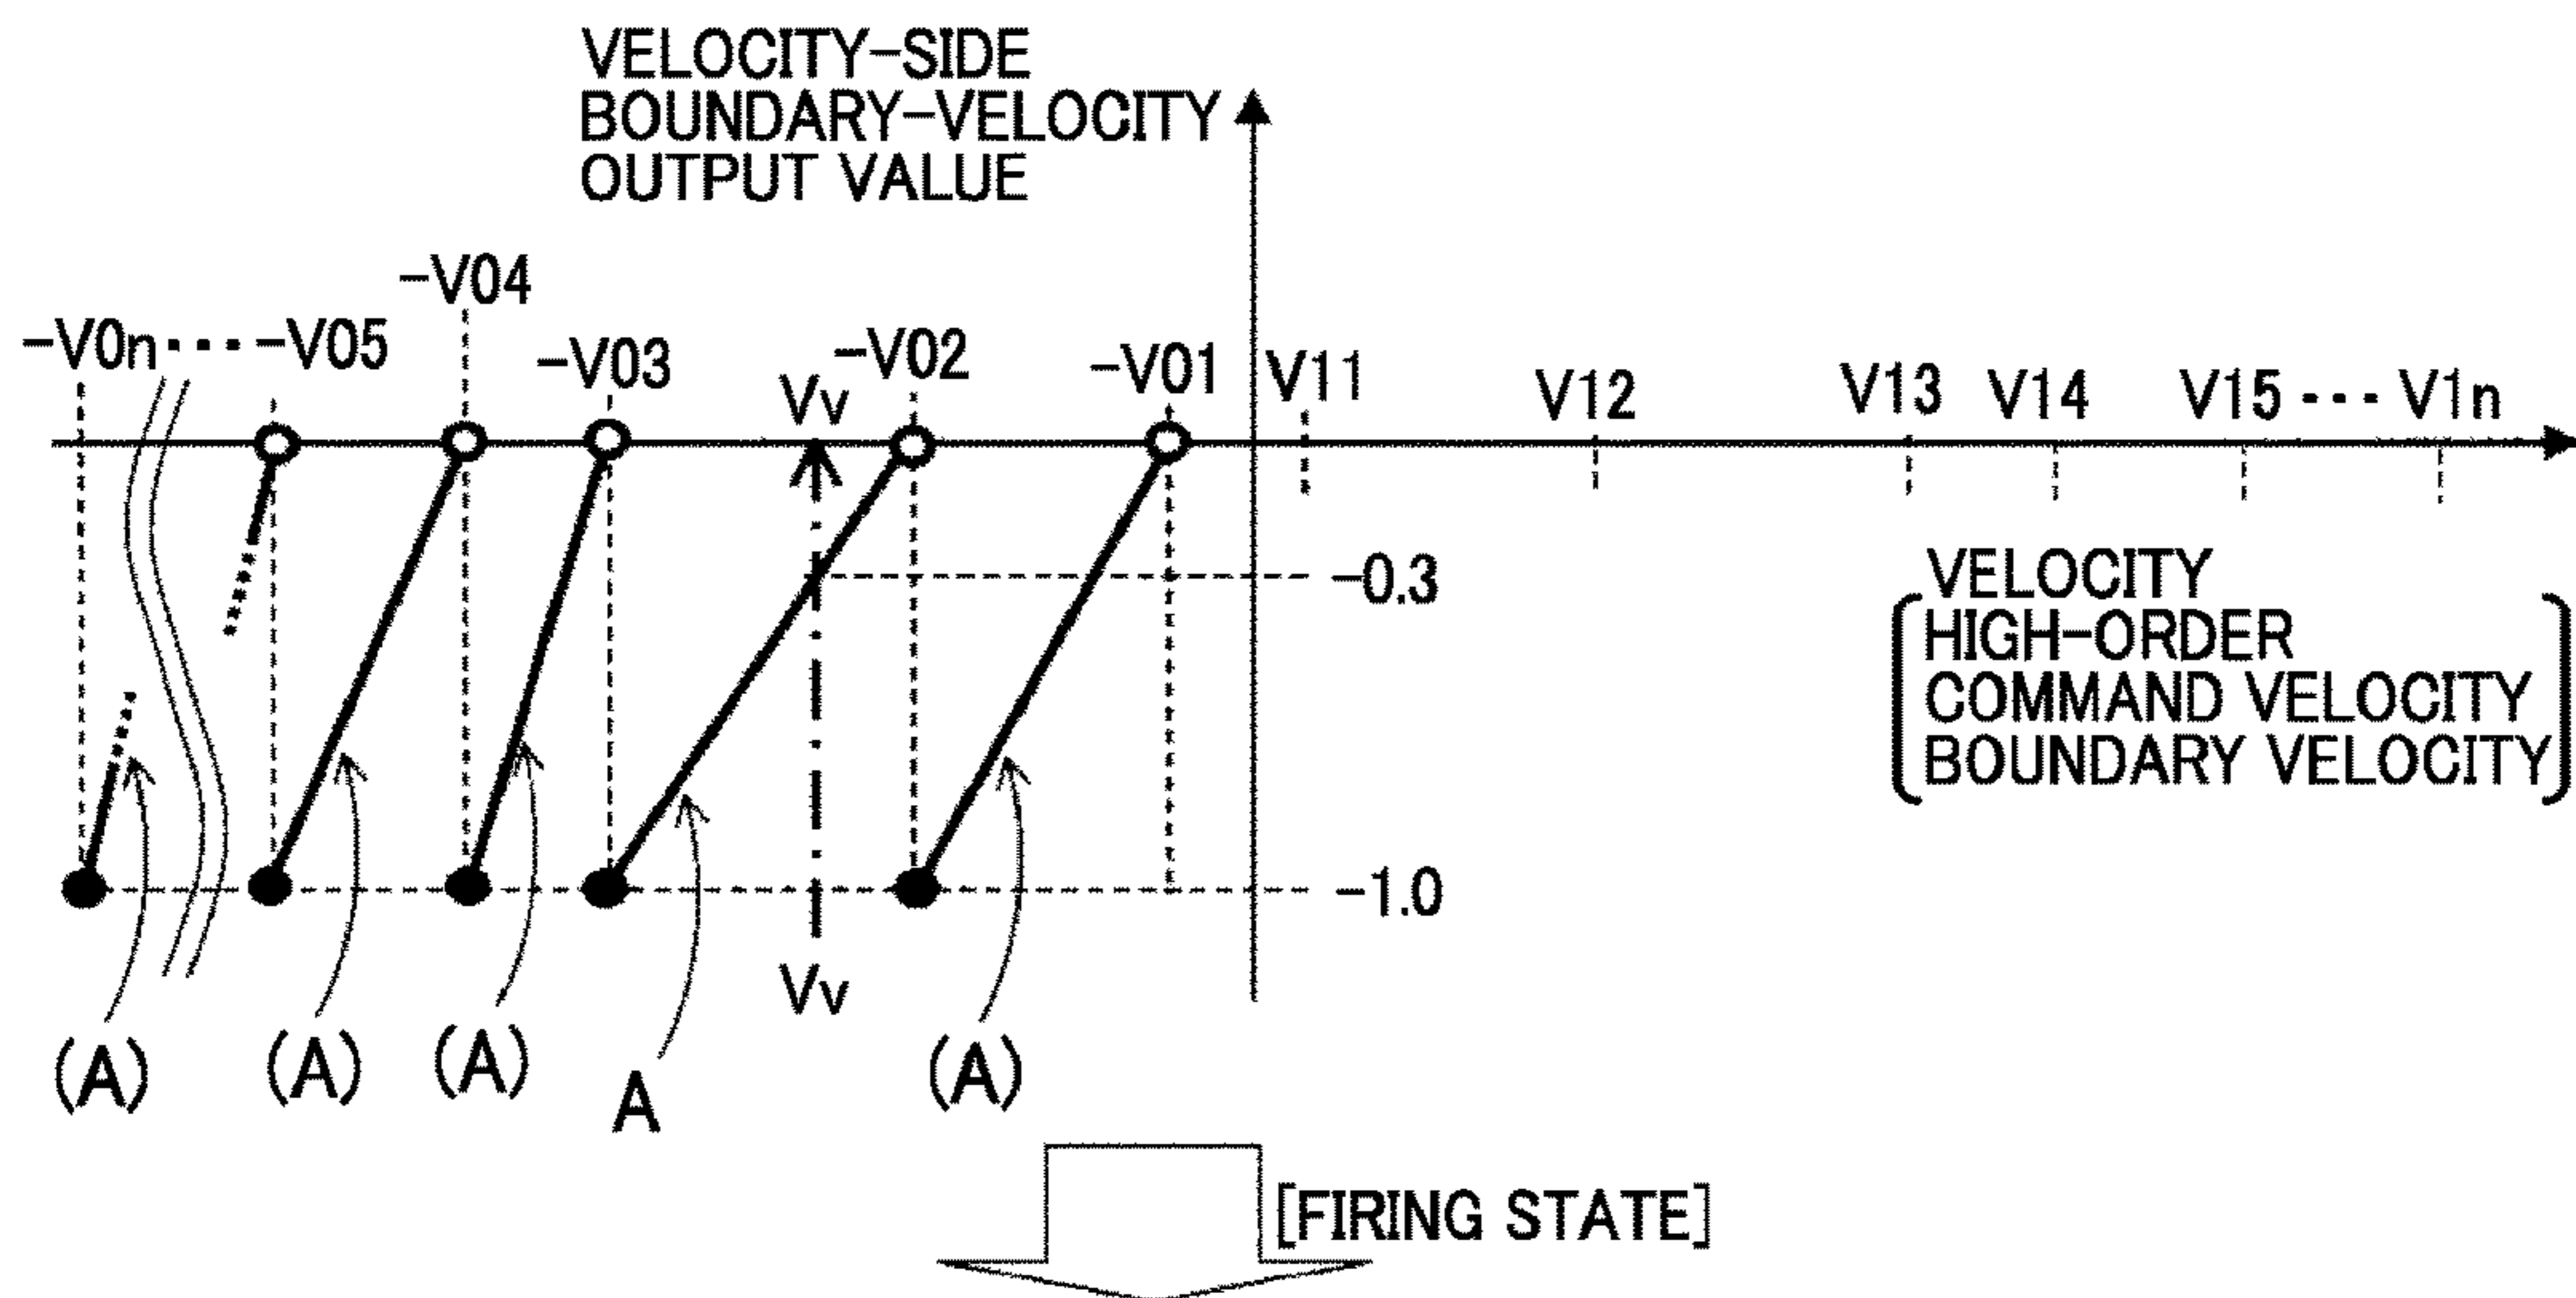 VELOCITY-SIDE
BOUNDARY-VELOCITY
OUTPUT VALUE
-V04
-V0n ···· -V05
-V03
-V02
-V01
Vv
V11
V12
V13
V14
V15 --- V1n
-0.3
VELOCITY
HIGH-ORDER
COMMAND VELOCITY
BOUNDARY VELOCITY
-1.0
Vv
(A)
(A)
(A)
A
(A)
[FIRING STATE]